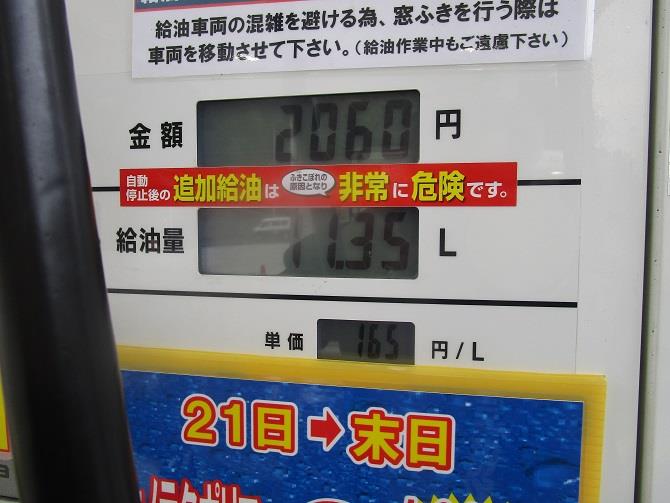 給油車両の混雑を避ける為、窓ふきを行う際は
車両を移動させて下さい。(給油作業中もご遠慮下さい)
金額 2060 円
自動
停止後の 追加給油は ふきこぼれの
原因となり 非常に危険です。
給油量 11.35 L
単価 165 円/L
21日→末日